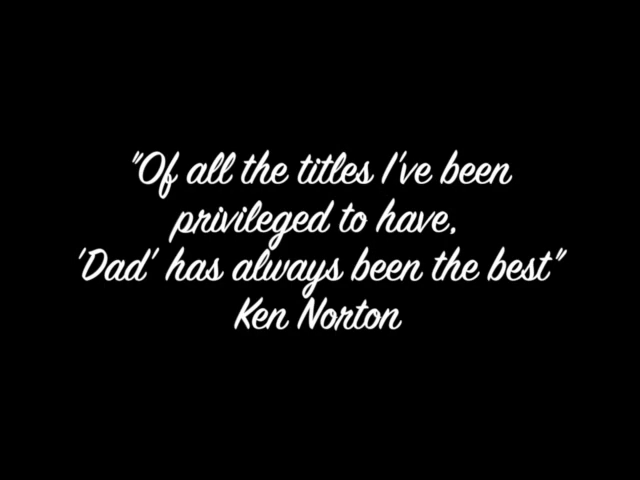 "Of all the titles I've been
privileged to have,
'Dad' has always been the best"
Ken Norton